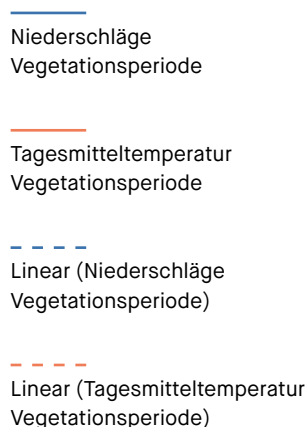 Niederschläge
Vegetationsperiode
Tagesmitteltemperatur
Vegetationsperiode
Linear (Niederschläge
Vegetationsperiode)
Linear (Tagesmitteltemperatur
Vegetationsperiode)